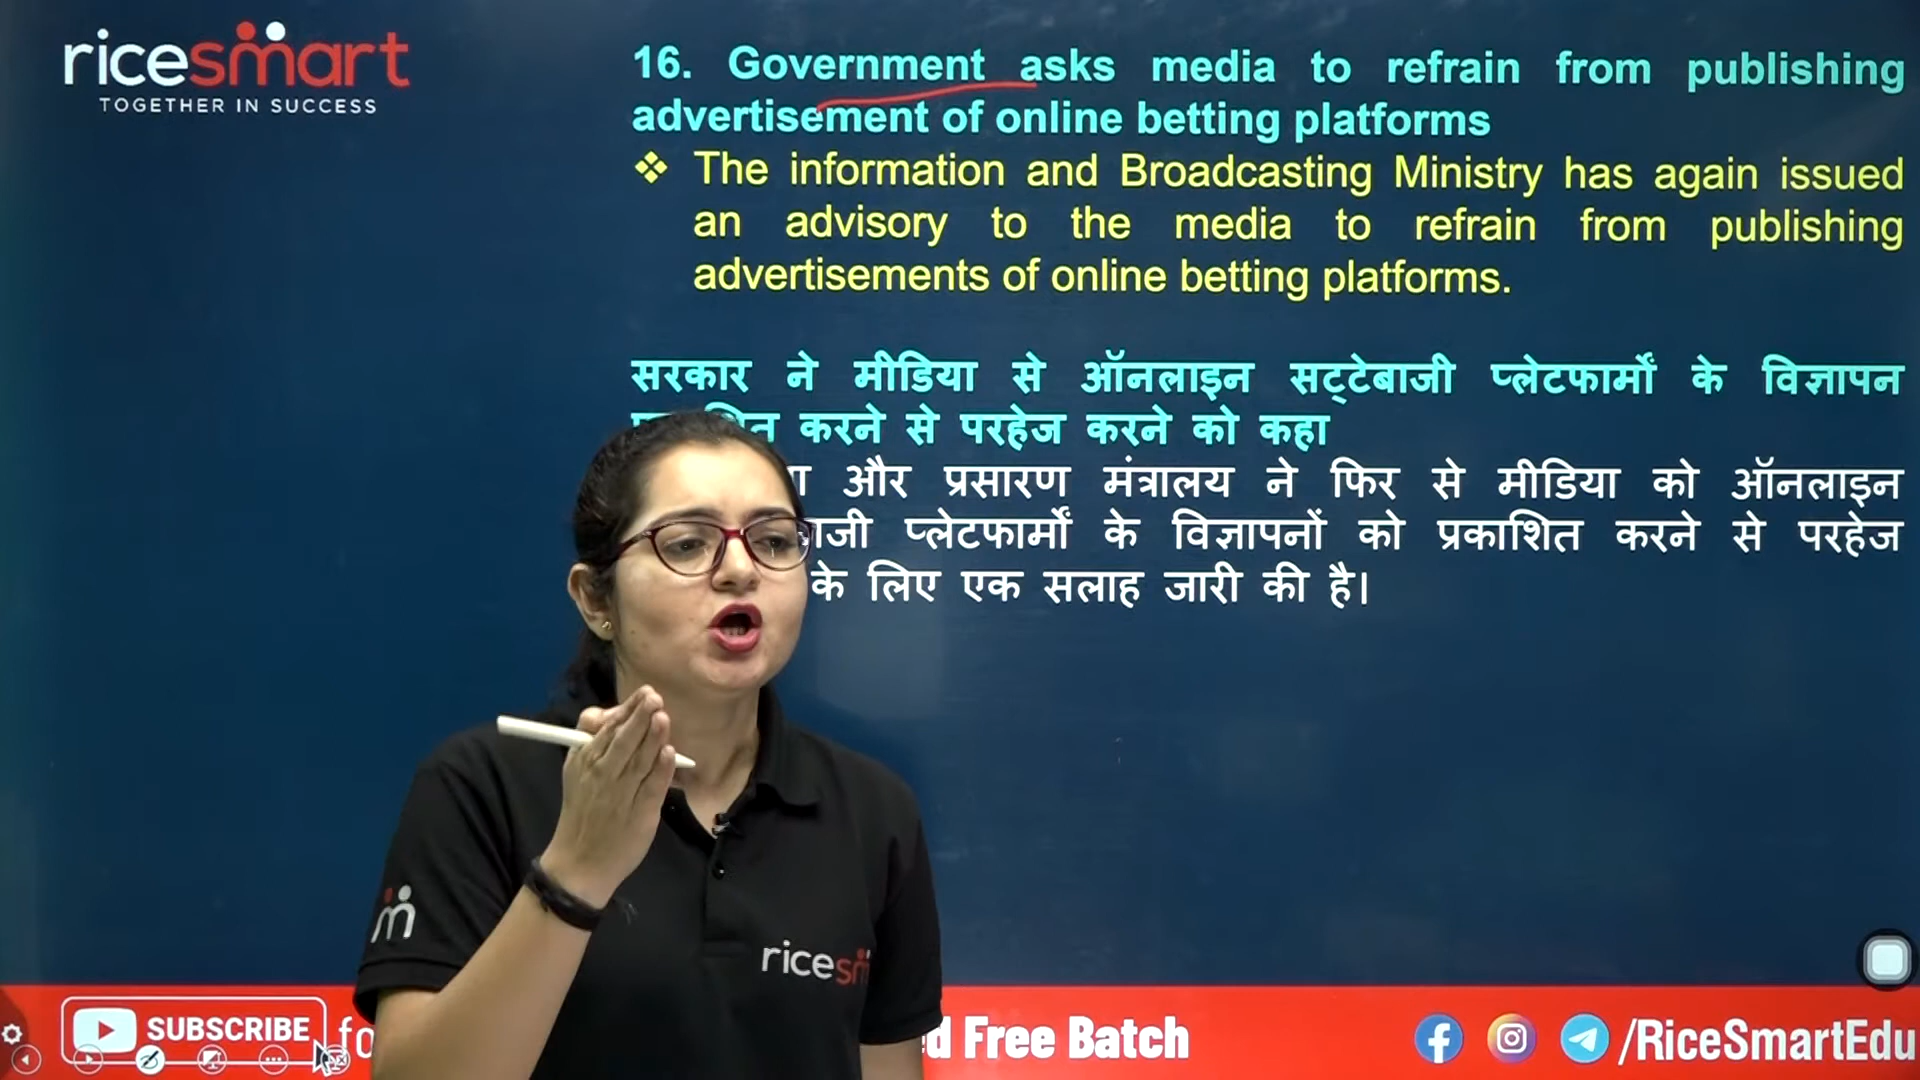 ricesmart
TOGETHER IN SUCCESS
16. Government asks media to refrain from publishing
advertisement of online betting platforms
❖ The information and Broadcasting Ministry has again issued
an advisory to the media to refrain from publishing
advertisements of online betting platforms.
सरकार ने मीडिया से ऑनलाइन सट्टेबाजी प्लेटफार्मों के विज्ञापन
करने से परहेज करने को कहा
और प्रसारण मंत्रालय ने फिर से मीडिया को ऑनलाइन
प्लेटफार्मों के विज्ञापनों को प्रकाशित करने से परहेज
के लिए एक सलाह जारी की है।
rice
SUBSCRIBE
Free Batch
/RiceSmartEdu